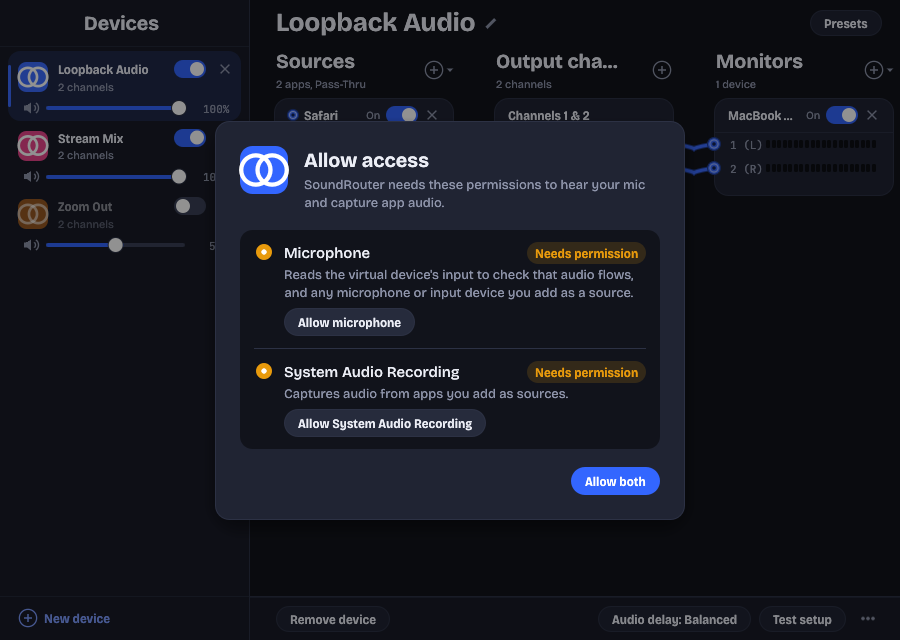 Devices
Loopback Audio
2 channels
100%
Stream Mix
2 channels
Zoom Out
2 channels
New device
Loopback Audio
Presets
Sources
2 apps, Pass-Thru
Output cha...
2 channels
Monitors
1 device
Safari
On
Channels 1 & 2
MacBook ...
On
1 (L)
2 (R)
Allow access
SoundRouter needs these permissions to hear your mic
and capture app audio.
Microphone
Needs permission
Reads the virtual device's input to check that audio flows,
and any microphone or input device you add as a source.
Allow microphone
System Audio Recording
Needs permission
Captures audio from apps you add as sources.
Allow System Audio Recording
Allow both
Remove device
Audio delay: Balanced
Test setup